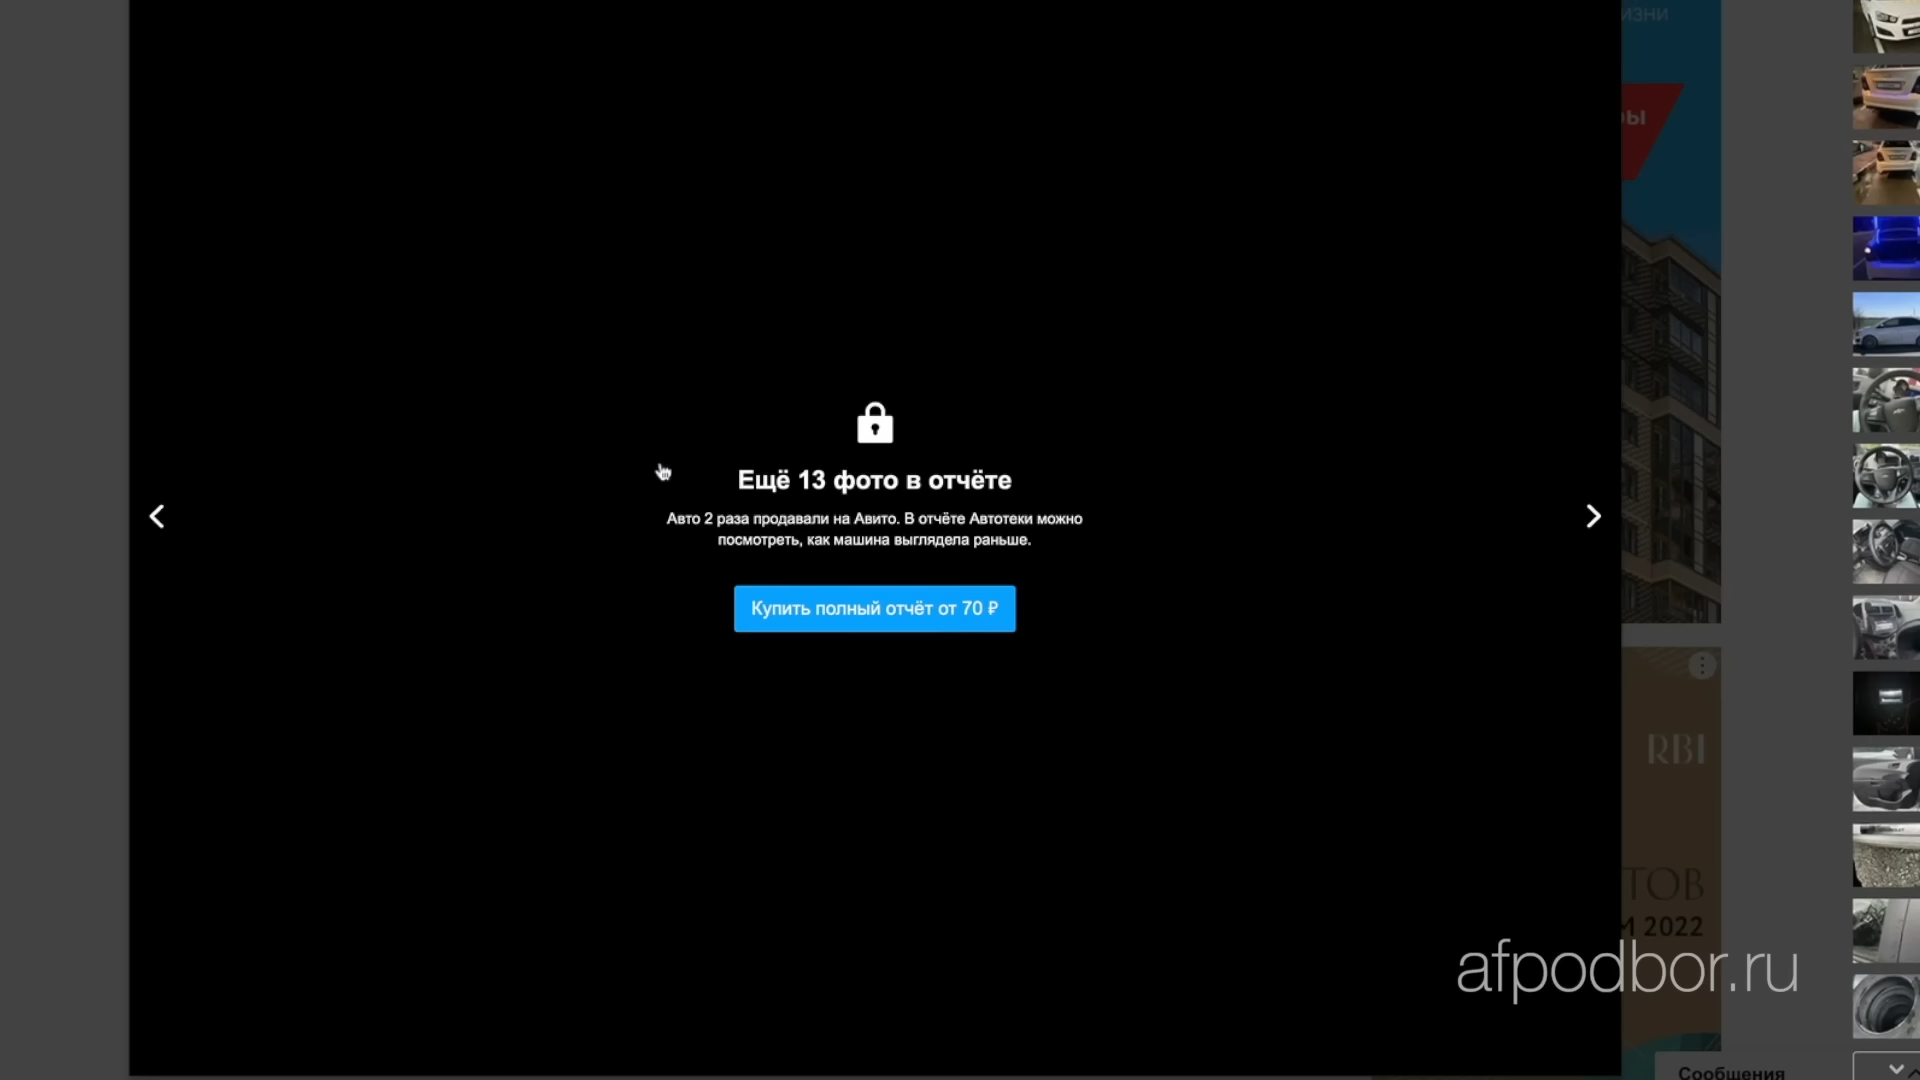 Ещё 13 фото в отчёте
Авто 2 раза продавали на Авито. В отчёте Автотеки можно
посмотреть, как машина выглядела раньше.
Купить полный отчёт от 70 ₽
RBI
2022
afpodbor.ru
Сообщения